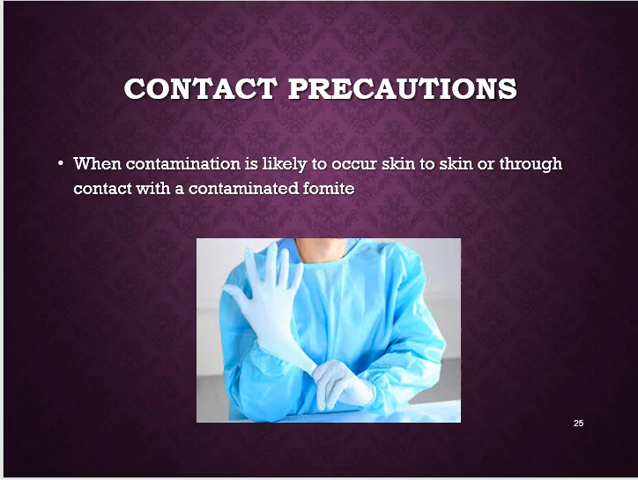 CONTACT PRECAUTIONS
• When contamination is likely to occur skin to skin or through
contact with a contaminated fomite
25